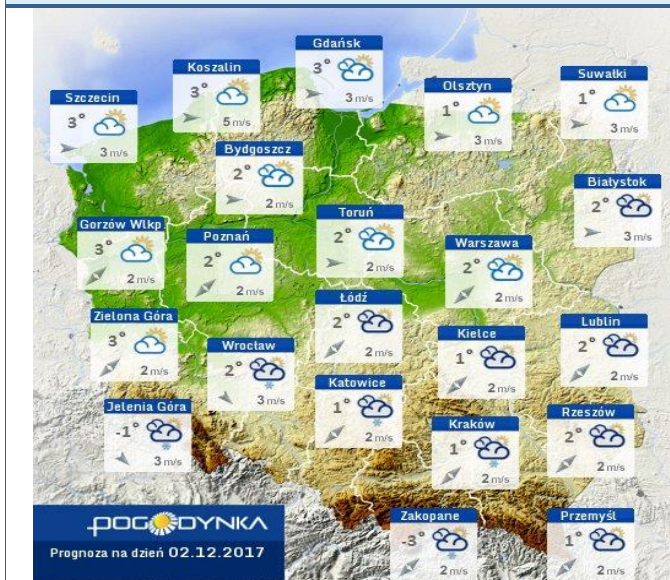 Gdańsk
3°
3 m/s
Koszalin
3°
5 m/s
Szczecin
3°
3 m/s
Olsztyn
1°
3 m/s
Suwałki
1°
3 m/s
Bydgoszcz
2°
2 m/s
Białystok
2°
3 m/s
Gorzów Wlkp
3°
2 m/s
Poznań
2°
2 m/s
Toruń
2°
2 m/s
Warszawa
2°
2 m/s
Zielona Góra
3°
2 m/s
Wrocław
2°
3 m/s
Łódź
2°
2 m/s
Kielce
1°
2 m/s
Lublin
2°
2 m/s
Jelenia Góra
-1°
3 m/s
Katowice
1°
2 m/s
Kraków
1°
2 m/s
Rzeszów
2°
2 m/s
Zakopane
-3°
2 m/s
Przemyśl
1°
2 m/s
POGODYNKA
Prognoza na dzień 02.12.2017